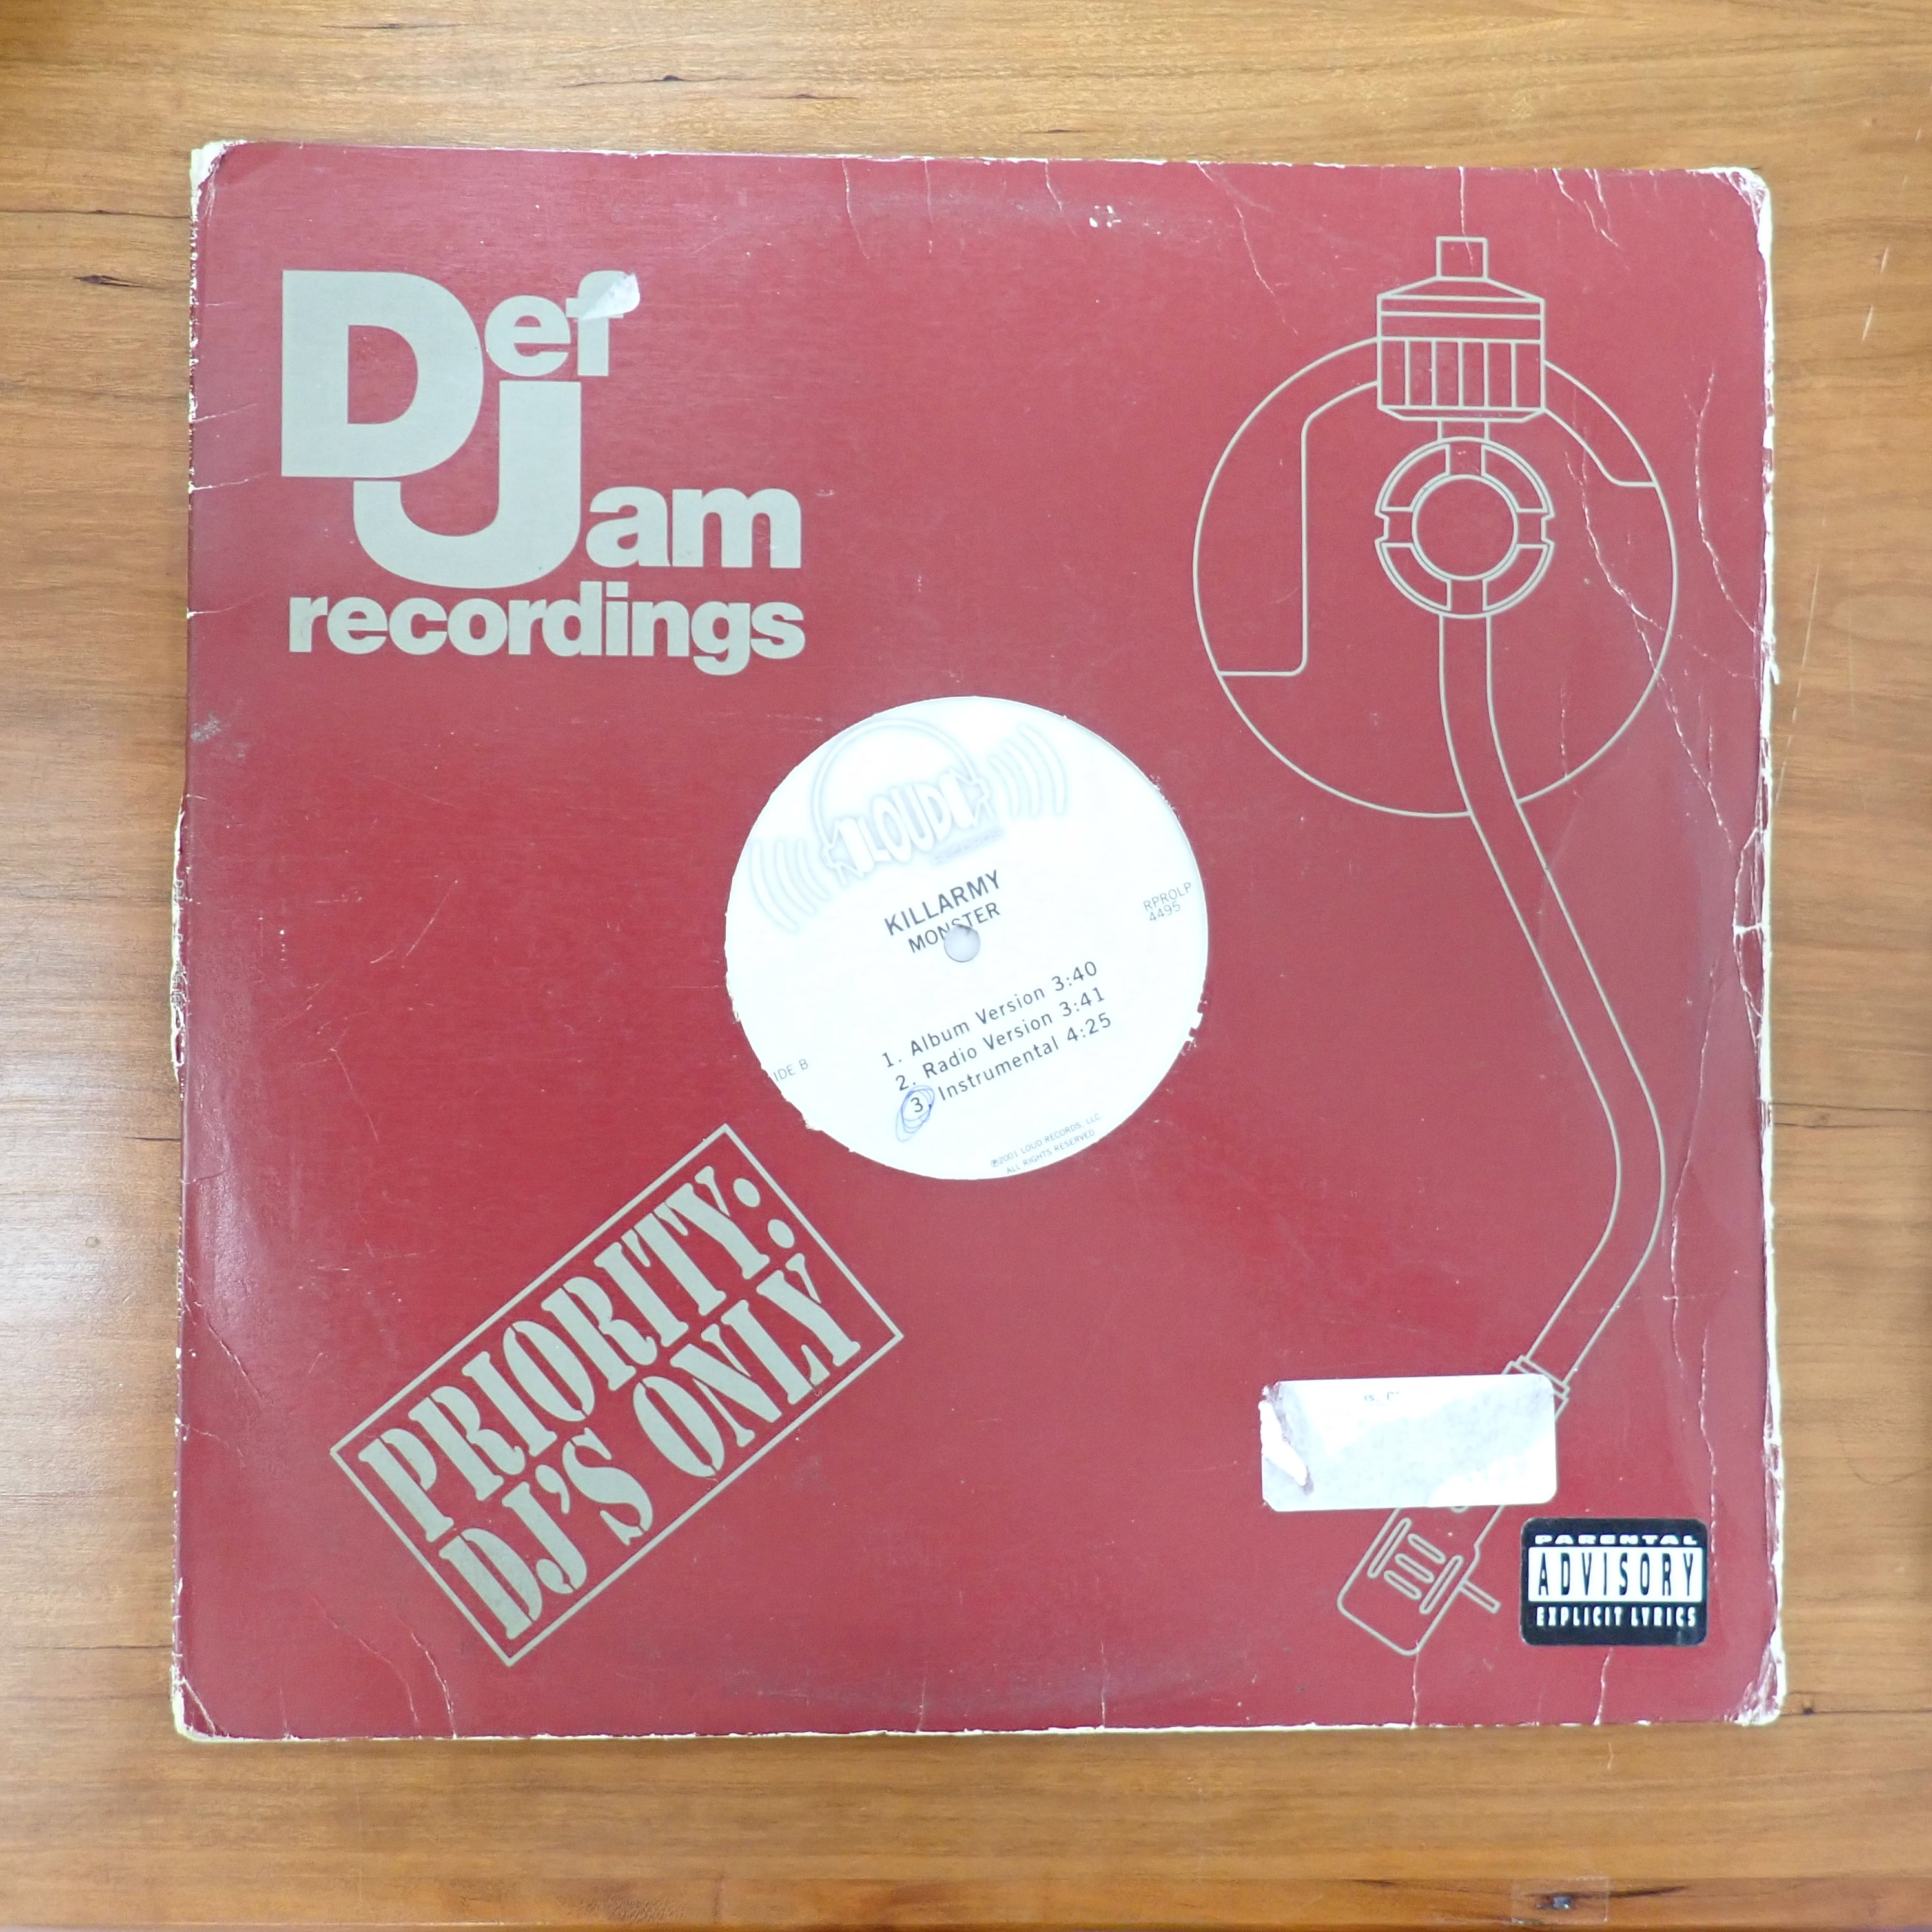 Def
Jam
recordings
LOUD
KILLARMY
MONSTER
RPROLP
4495
1. Album Version 3:40
2. Radio Version 3:41
3. Instrumental 4:25
IDE B
℗2001 LOUD RECORDS, LLC.
ALL RIGHTS RESERVED
PRIORITY:
DJ'S ONLY
PARENTAL
ADVISORY
EXPLICIT LYRICS